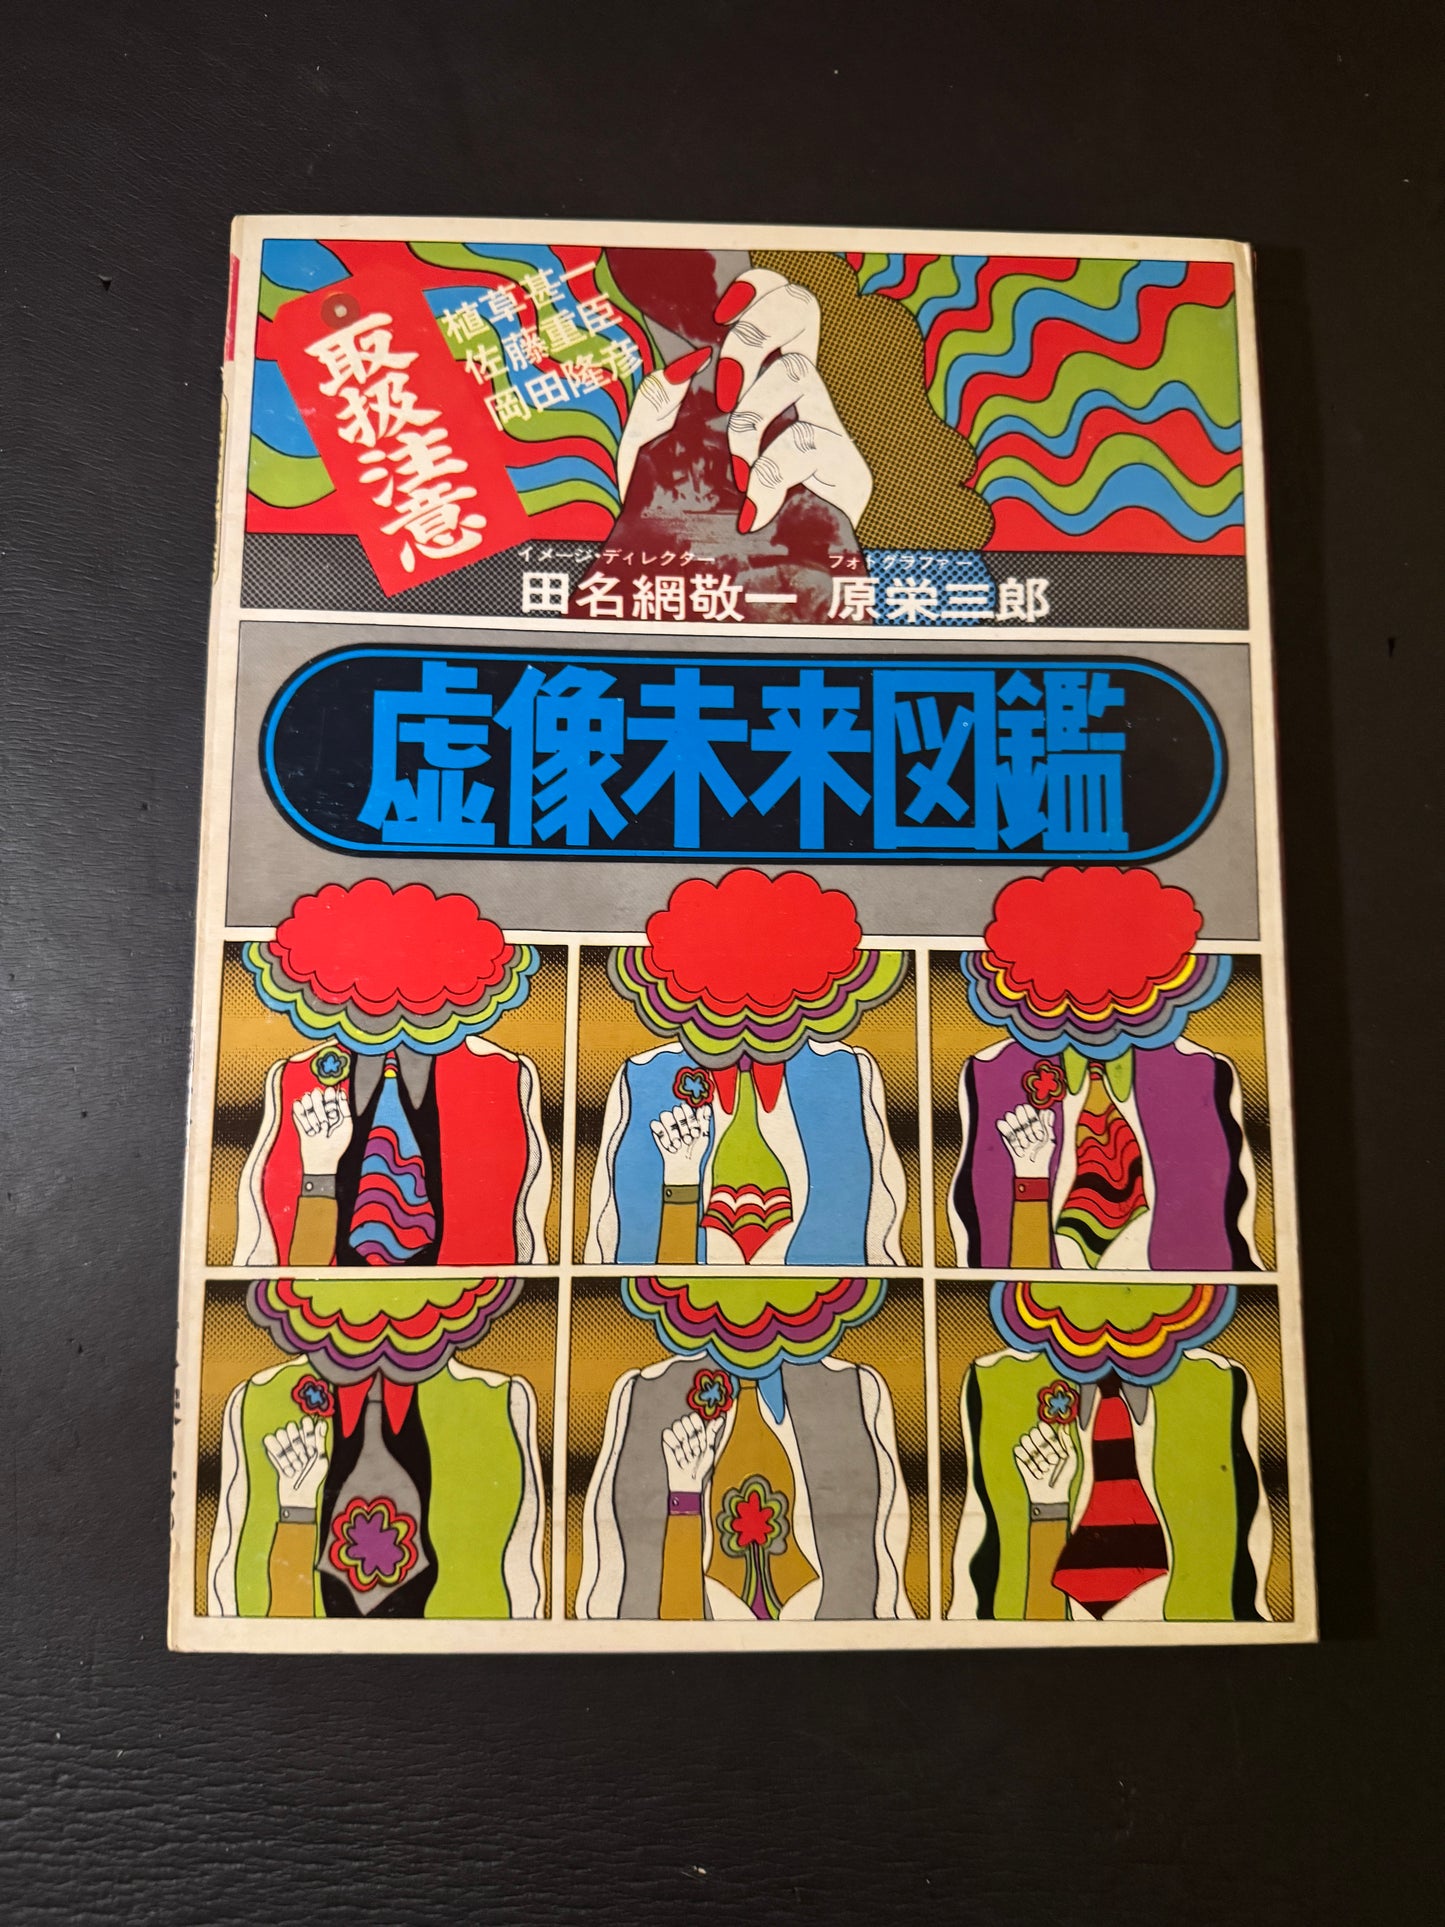 取扱注意
植草甚一
佐藤重臣
岡田隆彦
イメージ・ディレクター
田名網敬一
フォトグラファー
原栄三郎
虚像未来図鑑